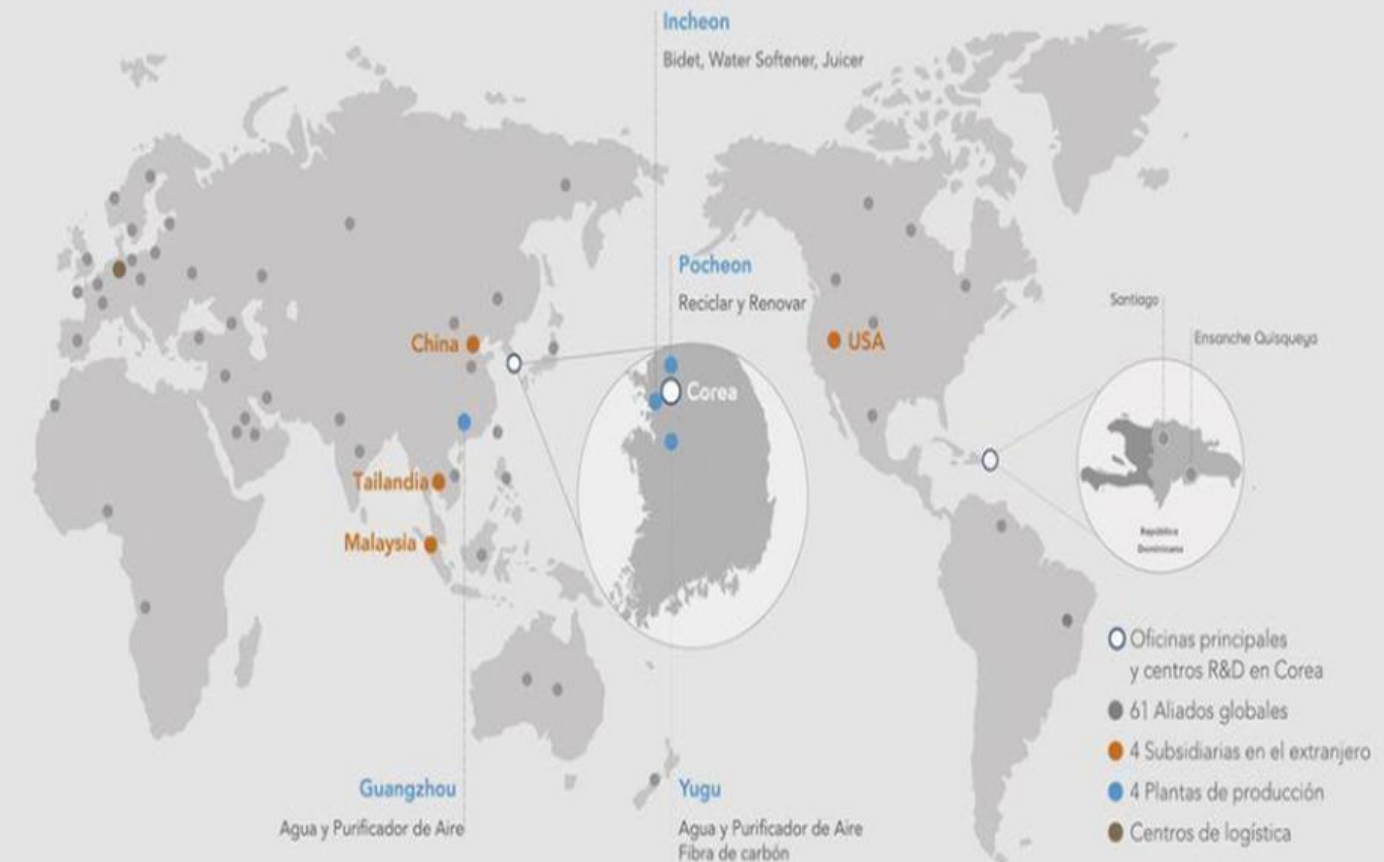 Incheon
Bidet, Water Softener, Juicer
Pocheon
Reciclar y Renovar
Santiago
Ensanche Quisqueya
China
USA
Corea
Tailandia
Malaysia
República
Dominicana
Oficinas principales
y centros R&D en Corea
61 Aliados globales
4 Subsidiarias en el extranjero
4 Plantas de producción
Centros de logística
Guangzhou
Agua y Purificador de Aire
Yugu
Agua y Purificador de Aire
Fibra de carbón